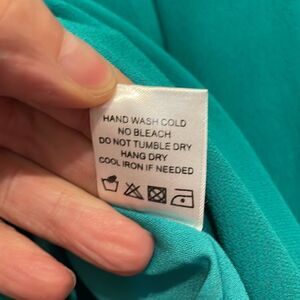 HAND WASH COLD
NO BLEACH
DO NOT TUMBLE DRY
HANG DRY
COOL IRON IF NEEDED